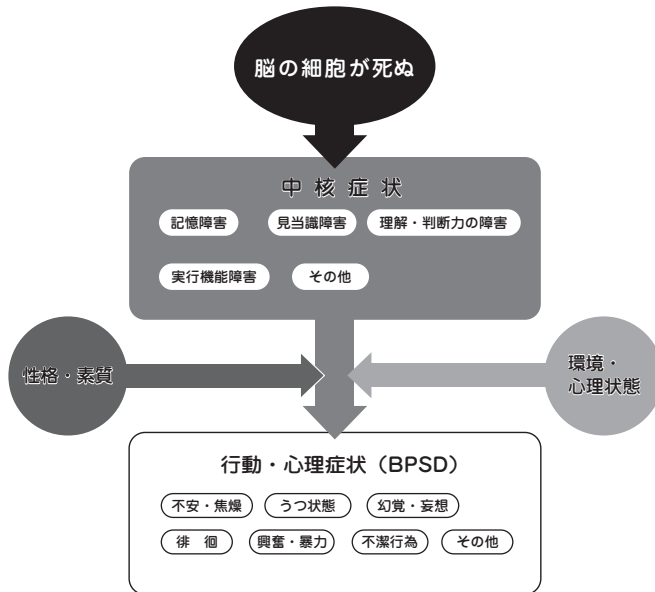 脳の細胞が死ぬ
中核症状
記憶障害 見当識障害 理解・判断力の障害
実行機能障害 その他
性格・素質
環境・
心理状態
行動・心理症状（BPSD）
不安・焦燥 うつ状態 幻覚・妄想
徘　徊 興奮・暴力 不潔行為 その他